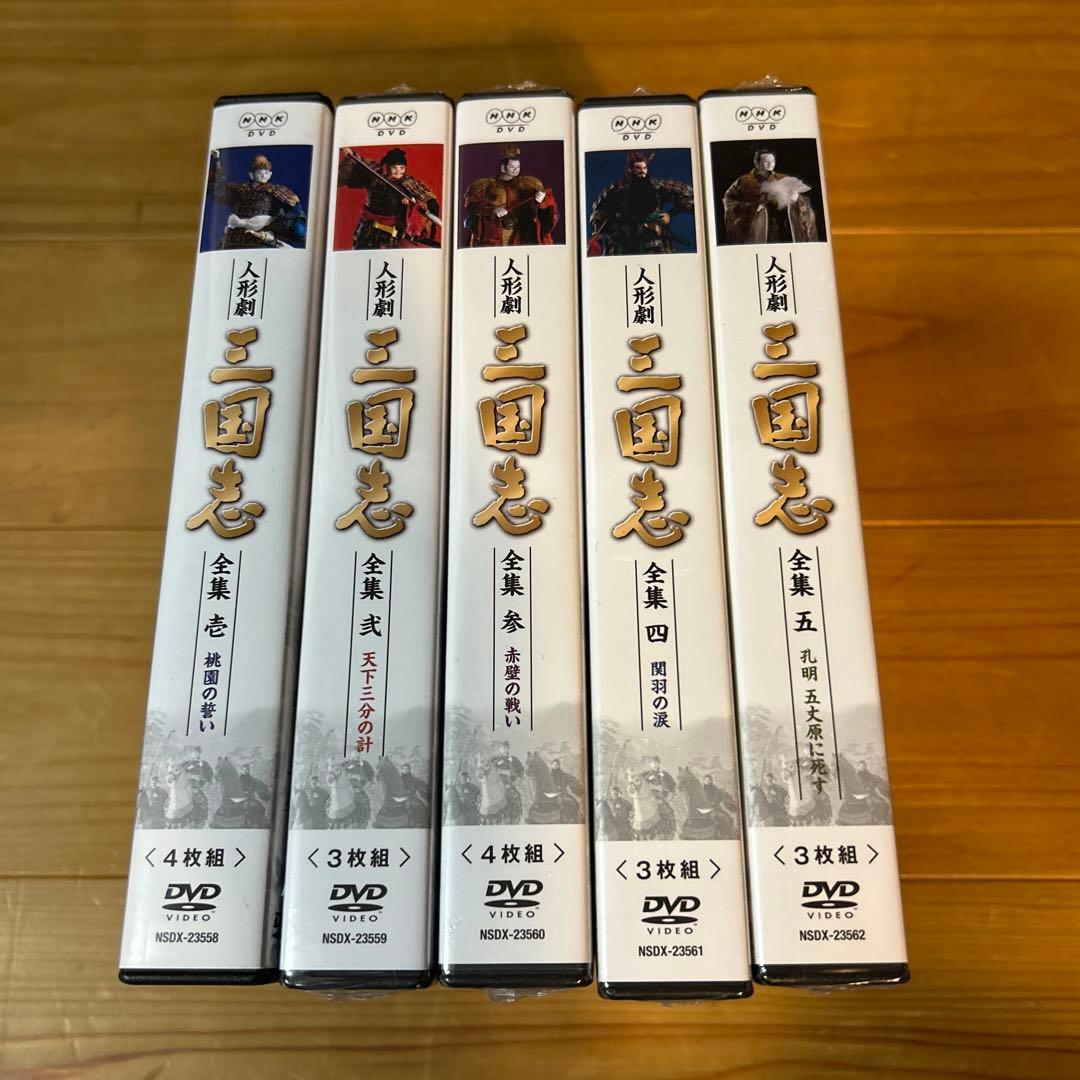 NHK
DVD
人形劇
三国志
全集 壱
桃園の誓い
〈4枚組〉
DVD
VIDEO
NSDX-23558
NHK
DVD
人形劇
三国志
全集 弐
天下三分の計
〈3枚組〉
DVD
VIDEO
NSDX-23559
NHK
DVD
人形劇
三国志
全集 参
赤壁の戦い
〈4枚組〉
DVD
VIDEO™
NSDX-23560
NHK
DVD
人形劇
三国志
全集 四
関羽の涙
〈3枚組〉
DVD
VIDEO™
NSDX-23561
NHK
DVD
人形劇
三国志
全集 五
孔明 五丈原に死す
〈3枚組〉
DVD
VIDEO™
NSDX-23562